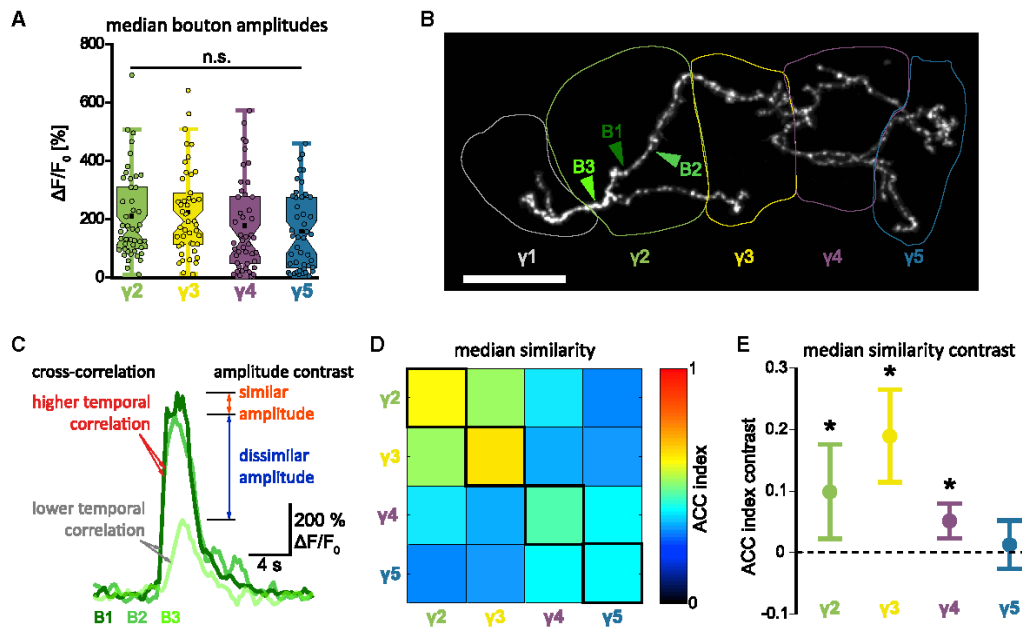 A
median bouton amplitudes
800
600
400
200
0
ΔF/F0 [%]
n.s.
γ2
γ3
γ4
γ5
B
B1
B2
B3
γ1
γ2
γ3
γ4
γ5
C
cross-correlation
amplitude contrast
higher temporal
correlation
similar
amplitude
dissimilar
amplitude
lower temporal
correlation
200 %
ΔF/F0
4 s
B1 B2 B3
D
median similarity
γ2
γ3
γ4
γ5
γ2
γ3
γ4
γ5
1
0
ACC index
E
median similarity contrast
0.3
0.2
0.1
0
-0.1
ACC index contrast
*
*
*
γ2
γ3
γ4
γ5